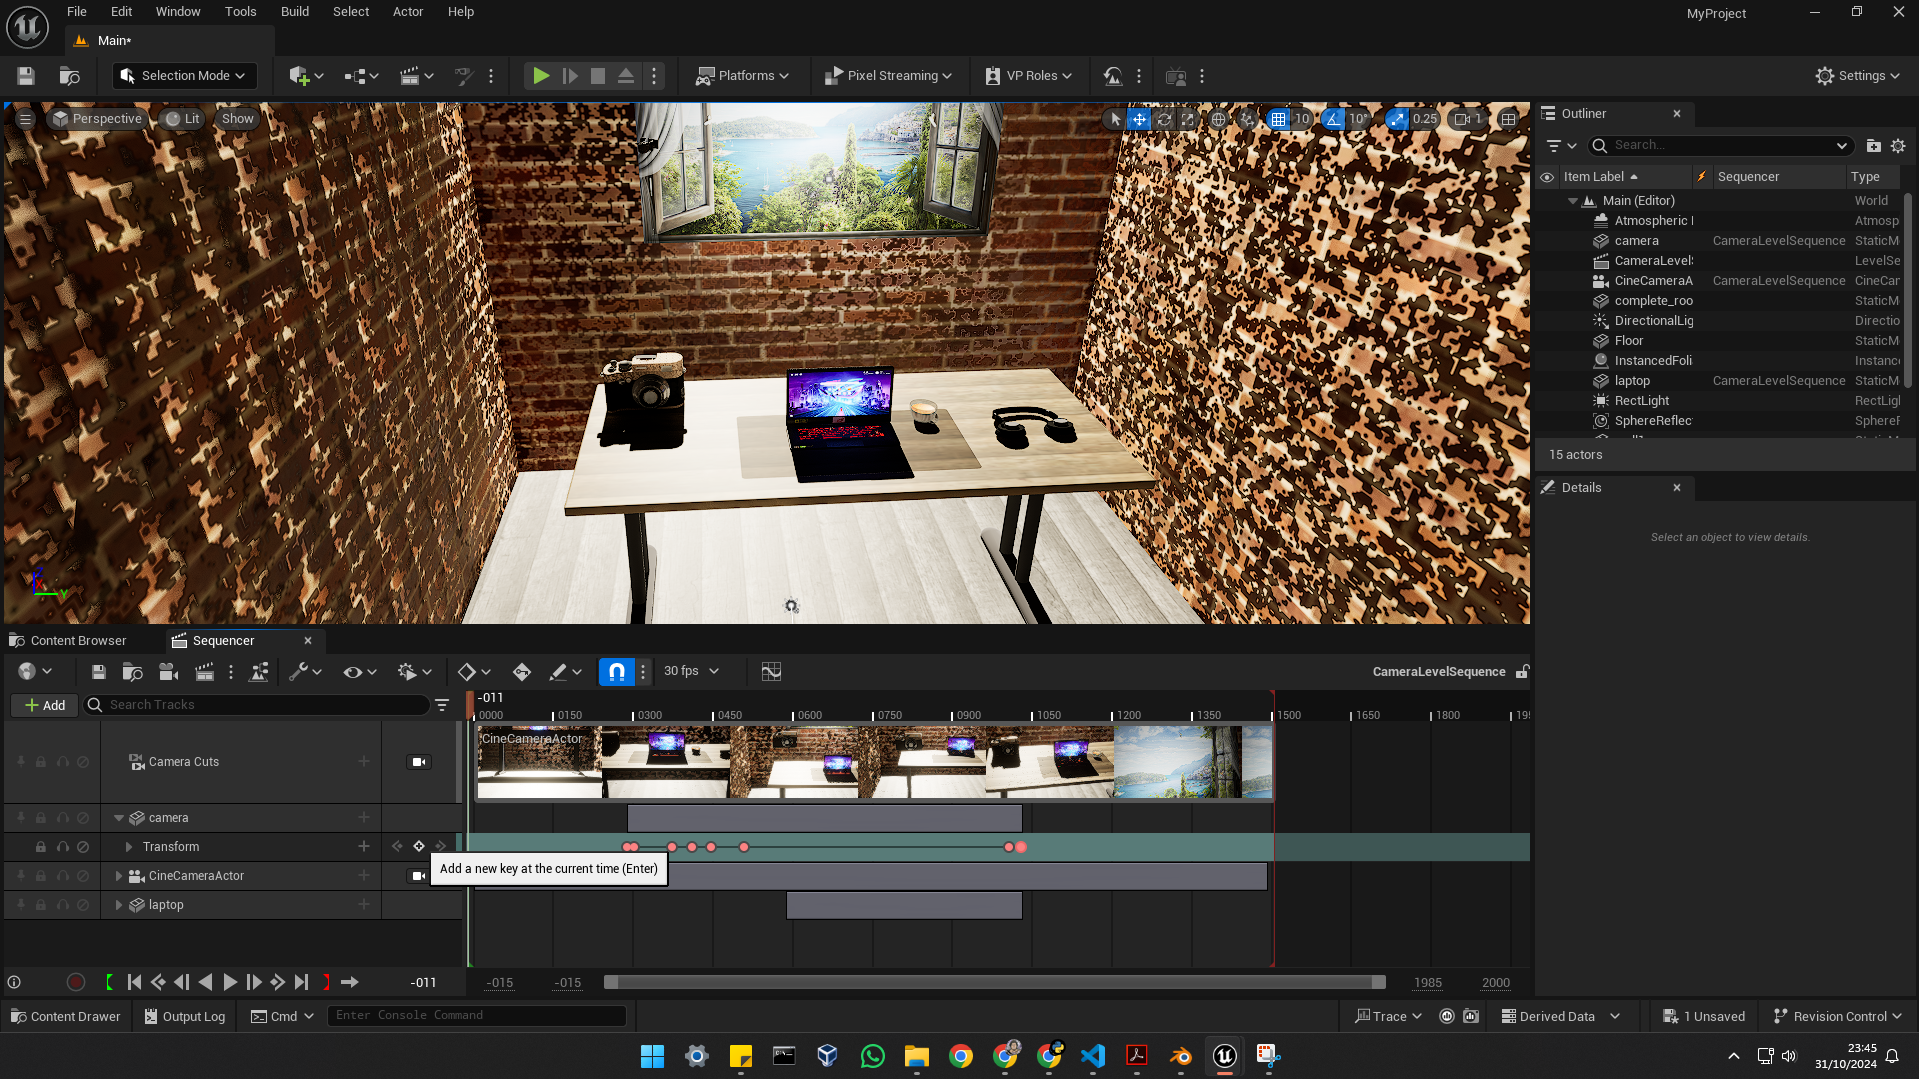 File Edit Window Tools Build Select Actor Help
MyProject
Main*
Selection Mode
Platforms
Pixel Streaming
VP Roles
Settings
Perspective Lit Show
10 10° 0.25 1
Outliner
Search...
Item Label Sequencer Type
Main (Editor) World
Atmospheric Atmosp
camera CameraLevelSequence StaticM
CameraLevelS LevelSe
CineCameraA CameraLevelSequence CineCar
complete_roo StaticM
DirectionalLig Directio
Floor StaticM
InstancedFoli Instanc
laptop CameraLevelSequence StaticM
RectLight RectLigh
SphereReflec SphereF
15 actors
Details
Select an object to view details.
Content Browser
Sequencer
30 fps
CameraLevelSequence
Add
Search Tracks
-011
0000 0150 0300 0450 0600 0750 0900 1050 1200 1350 1500 1650 1800 195
Camera Cuts
CineCameraActor
camera
Transform
Add a new key at the current time (Enter)
CineCameraActor
laptop
-011
-015 -015 1985 2000
Content Drawer
Output Log
Cmd
Enter Console Command
Trace
Derived Data
1 Unsaved
Revision Control
23:45
31/10/2024